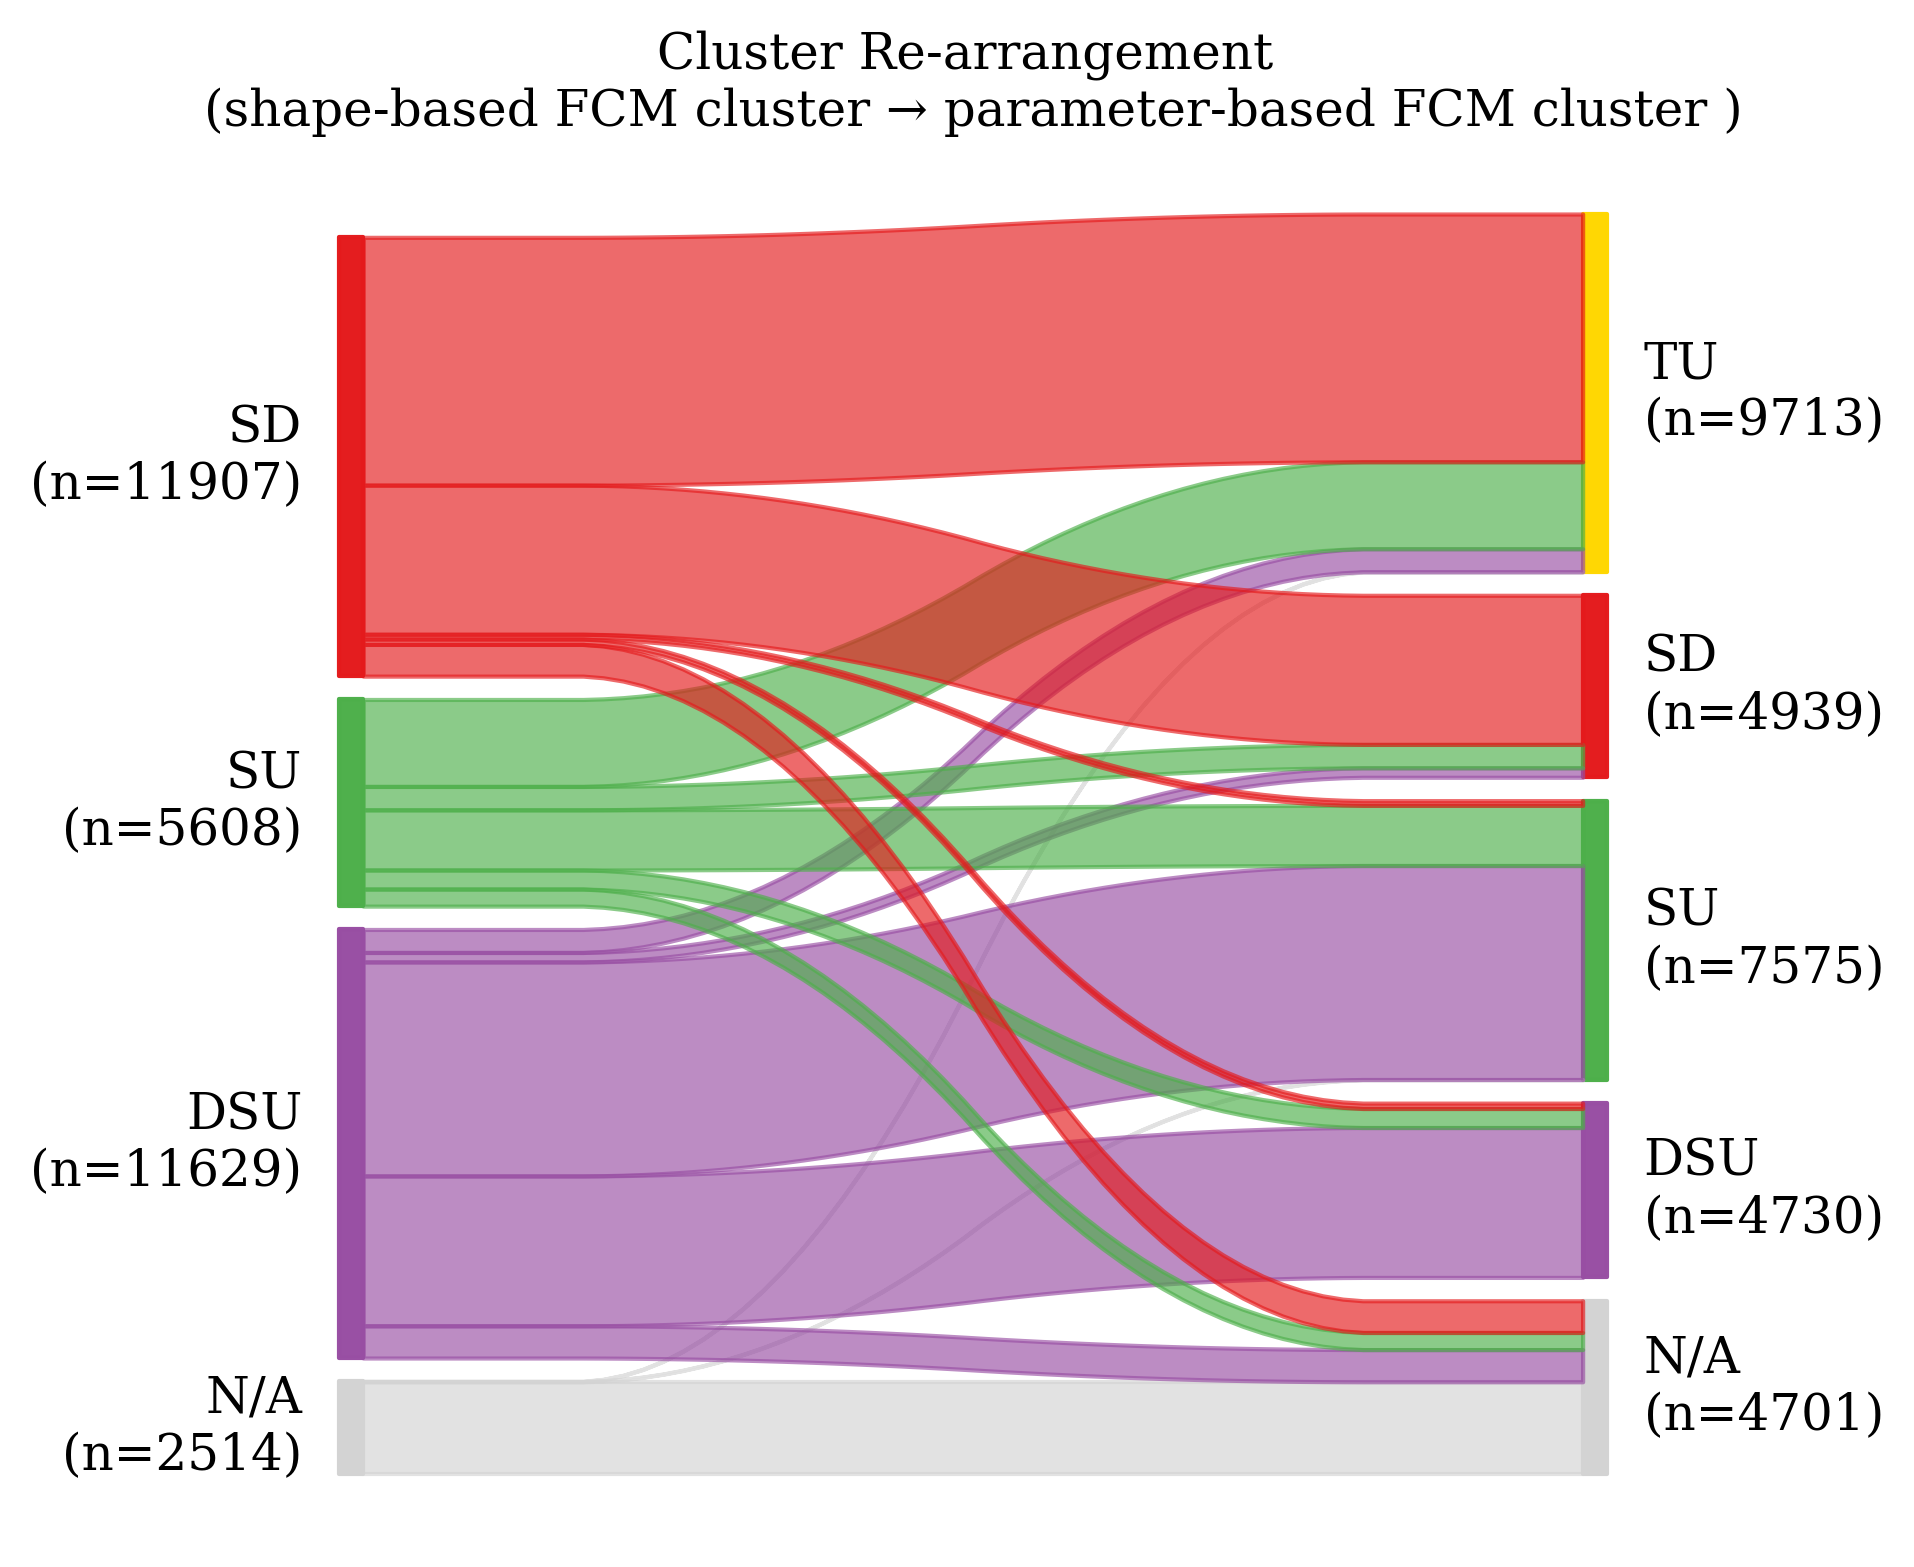 Cluster Re-arrangement
(shape-based FCM cluster → parameter-based FCM cluster )
SD
(n=11907)
SU
(n=5608)
DSU
(n=11629)
N/A
(n=2514)
TU
(n=9713)
SD
(n=4939)
SU
(n=7575)
DSU
(n=4730)
N/A
(n=4701)